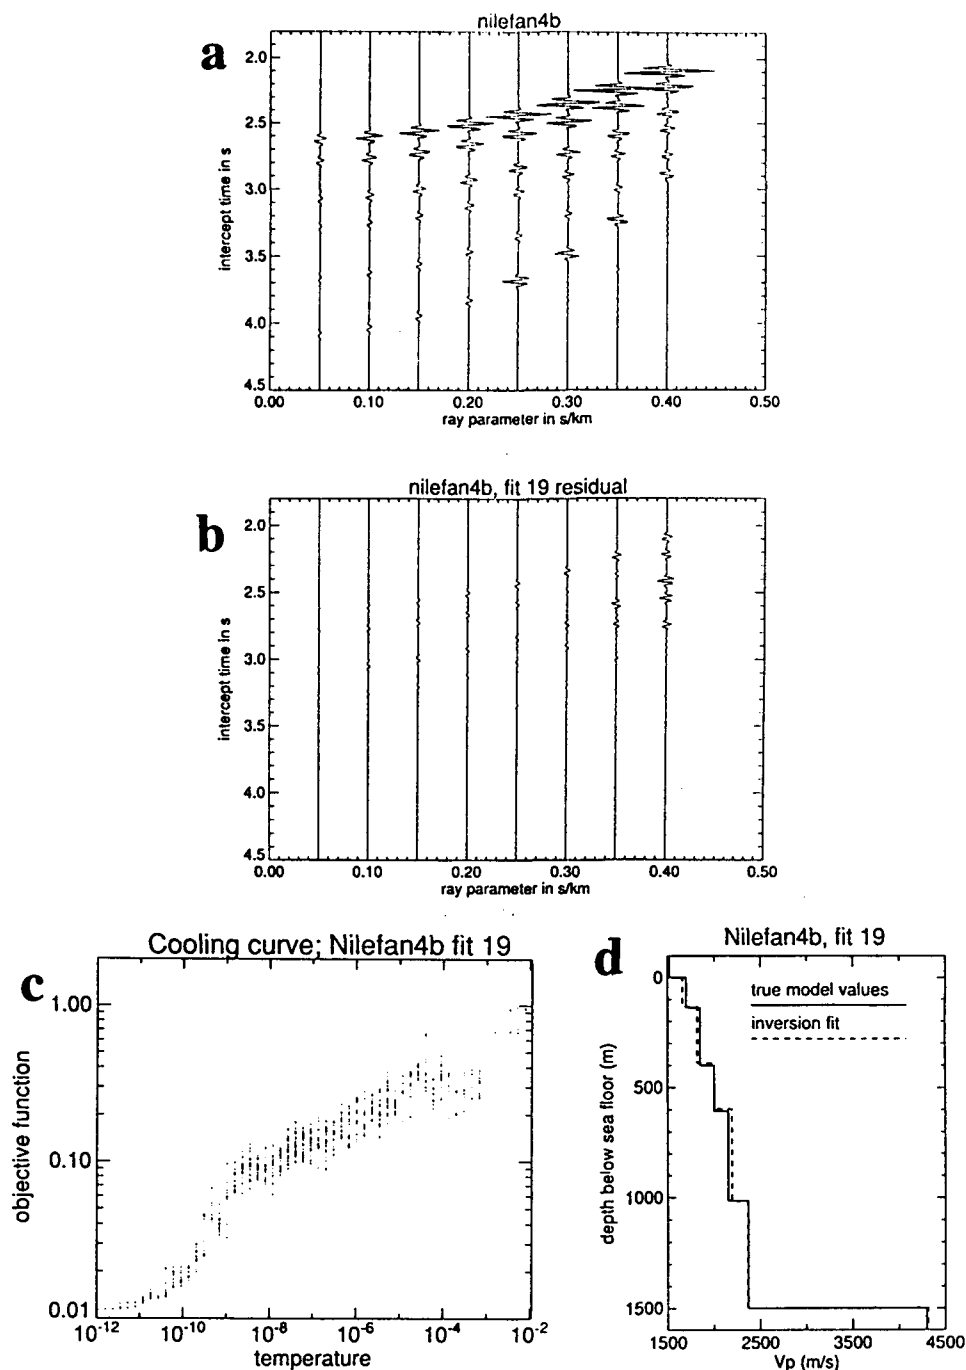 nilefan4b
a
2.0
2.5
3.0
3.5
4.0
4.5
intercept time in s
0.00 0.10 0.20 0.30 0.40 0.50
ray parameter in s/km
nilefan4b, fit 19 residual
b
2.0
2.5
3.0
3.5
4.0
4.5
intercept time in s
0.00 0.10 0.20 0.30 0.40 0.50
ray parameter in s/km
Cooling curve; Nilefan4b fit 19
c
1.00
0.10
0.01
objective function
10-12 10-10 10-8 10-6 10-4 10-2
temperature
Nilefan4b, fit 19
d
true model values
inversion fit
0
500
1000
1500
depth below sea floor (m)
1500 2500 3500 4500
Vp (m/s)